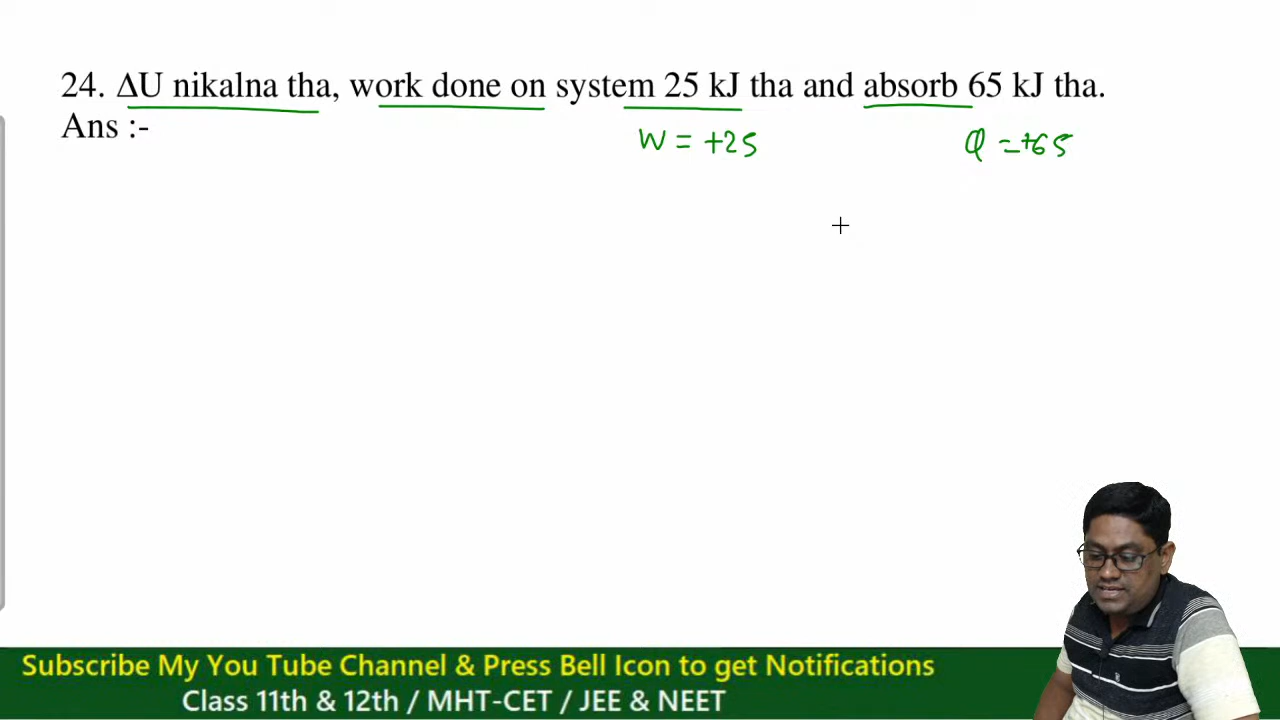 24. ΔU nikalna tha, work done on system 25 kJ tha and absorb 65 kJ tha.
Ans :-
W = +25 Q = +65
Subscribe My You Tube Channel & Press Bell Icon to get Notifications
Class 11th & 12th / MHT-CET / JEE & NEET